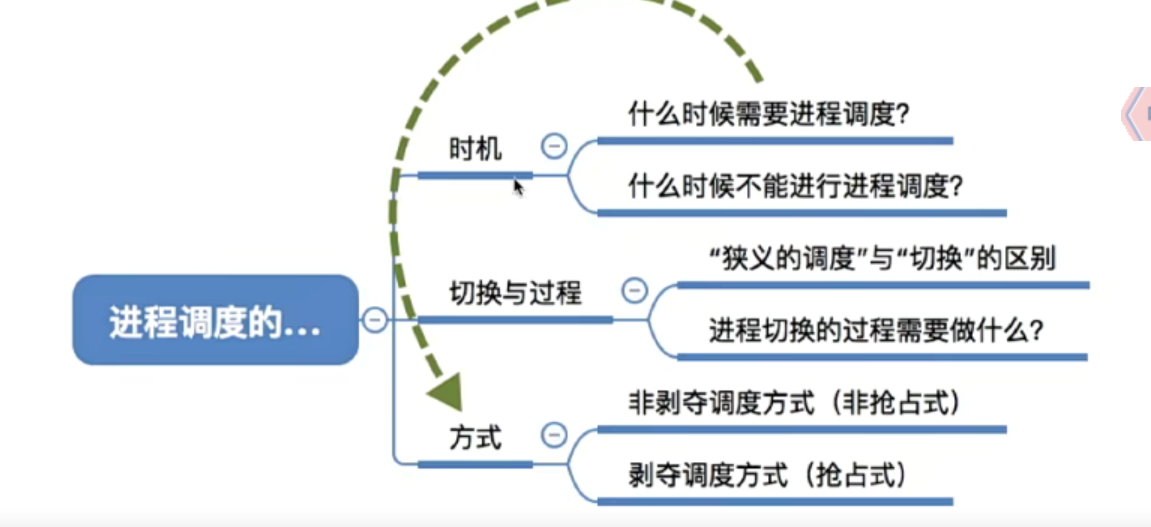 什么时候需要进程调度?
时机
什么时候不能进行进程调度?
“狭义的调度”与“切换”的区别
切换与过程
进程调度的...
进程切换的过程需要做什么?
非剥夺调度方式（非抢占式）
方式
剥夺调度方式（抢占式）